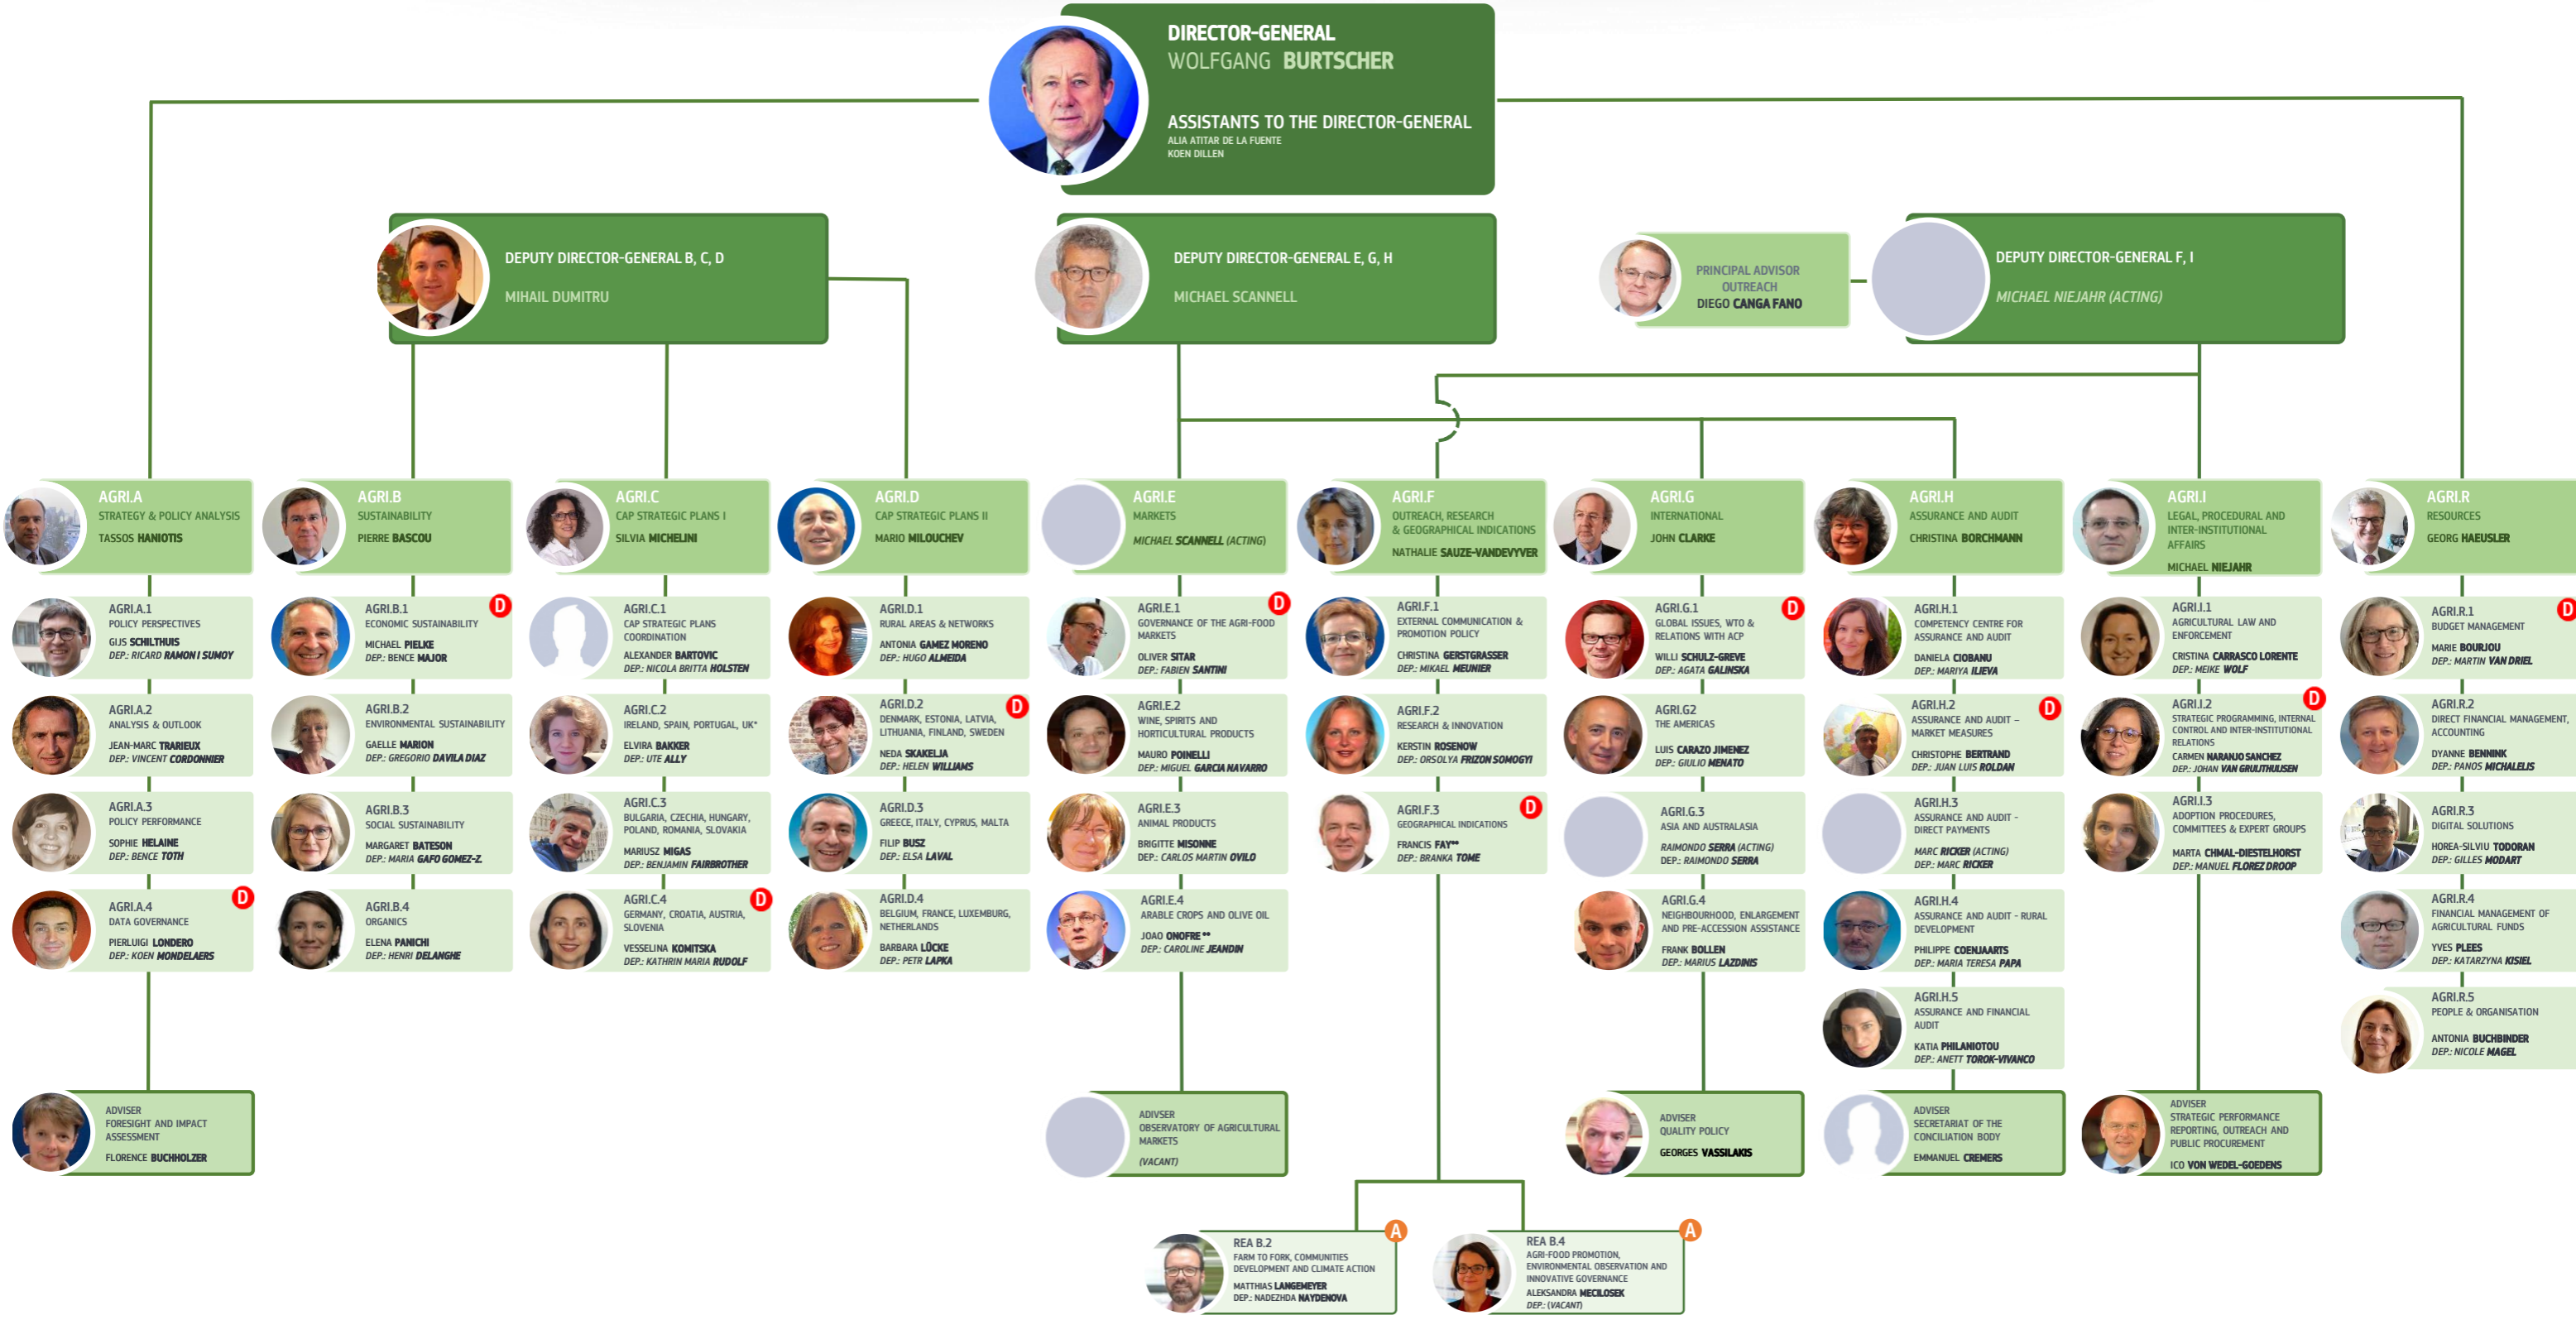 DIRECTOR-GENERAL
WOLFGANG BURTSCHER
ASSISTANTS TO THE DIRECTOR-GENERAL
ALIA ATITAR DE LA FUENTE
KOEN DILLEN
DEPUTY DIRECTOR-GENERAL B, C, D
MIHAIL DUMITRU
DEPUTY DIRECTOR-GENERAL E, G, H
MICHAEL SCANNELL
PRINCIPAL ADVISOR
OUTREACH
DIEGO CANGA FANO
DEPUTY DIRECTOR-GENERAL F, I
MICHAEL NIEJAHR (ACTING)
AGRI.A
STRATEGY & POLICY ANALYSIS
TASSOS HANIOTIS
AGRI.A.1
POLICY PERSPECTIVES
GIJS SCHILTHUIS
DEP.: RICARD RAMON I SUMOY
AGRI.A.2
ANALYSIS & OUTLOOK
JEAN-MARC TRARIEUX
DEP.: VINCENT CORDONNIER
AGRI.A.3
POLICY PERFORMANCE
SOPHIE HELAINE
DEP.: BENCE TOTH
AGRI.A.4
D
DATA GOVERNANCE
PIERLUIGI LONDERO
DEP.: KOEN MONDELAERS
ADVISER
FORESIGHT AND IMPACT
ASSESSMENT
FLORENCE BUCHHOLZER
AGRI.B
SUSTAINABILITY
PIERRE BASCOU
AGRI.B.1
D
ECONOMIC SUSTAINABILITY
MICHAEL PIELKE
DEP.: BENCE MAJOR
AGRI.B.2
ENVIRONMENTAL SUSTAINABILITY
GAELLE MARION
DEP.: GREGORIO DAVILA DIAZ
AGRI.B.3
SOCIAL SUSTAINABILITY
MARGARET BATESON
DEP.: MARIA GAFO GOMEZ-Z.
AGRI.B.4
ORGANICS
ELENA PANICHI
DEP.: HENRI DELANGHE
AGRI.C
CAP STRATEGIC PLANS I
SILVIA MICHELINI
AGRI.C.1
CAP STRATEGIC PLANS
COORDINATION
ALEXANDER BARTOVIC
DEP.: NICOLA BRITTA HOLSTEN
AGRI.C.2
IRELAND, SPAIN, PORTUGAL, UK*
ELVIRA BAKKER
DEP.: UTE ALLY
AGRI.C.3
BULGARIA, CZECHIA, HUNGARY,
POLAND, ROMANIA, SLOVAKIA
MARIUSZ MIGAS
DEP.: BENJAMIN FAIRBROTHER
AGRI.C.4
D
GERMANY, CROATIA, AUSTRIA,
SLOVENIA
VESSELINA KOMITSKA
DEP.: KATHRIN MARIA RUDOLF
AGRI.D
CAP STRATEGIC PLANS II
MARIO MILOUCHEV
AGRI.D.1
RURAL AREAS & NETWORKS
ANTONIA GAMEZ MORENO
DEP.: HUGO ALMEIDA
AGRI.D.2
D
DENMARK, ESTONIA, LATVIA,
LITHUANIA, FINLAND, SWEDEN
NEDA SKAKELJA
DEP.: HELEN WILLIAMS
AGRI.D.3
GREECE, ITALY, CYPRUS, MALTA
FILIP BUSZ
DEP.: ELSA LAVAL
AGRI.D.4
BELGIUM, FRANCE, LUXEMBURG,
NETHERLANDS
BARBARA LÜCKE
DEP.: PETR LAPKA
AGRI.E
MARKETS
MICHAEL SCANNELL (ACTING)
AGRI.E.1
D
GOVERNANCE OF THE AGRI-FOOD
MARKETS
OLIVER SITAR
DEP.: FABIEN SANTINI
AGRI.E.2
WINE, SPIRITS AND
HORTICULTURAL PRODUCTS
MAURO POINELLI
DEP.: MIGUEL GARCIA NAVARRO
AGRI.E.3
ANIMAL PRODUCTS
BRIGITTE MISONNE
DEP.: CARLOS MARTIN OVILO
AGRI.E.4
ARABLE CROPS AND OLIVE OIL
JOAO ONOFRE **
DEP.: CAROLINE JEANDIN
ADIVSER
OBSERVATORY OF AGRICULTURAL
MARKETS
(VACANT)
AGRI.F
OUTREACH, RESEARCH
& GEOGRAPHICAL INDICATIONS
NATHALIE SAUZE-VANDEVYVER
AGRI.F.1
EXTERNAL COMMUNICATION &
PROMOTION POLICY
CHRISTINA GERSTGRASSER
DEP.: MIKAEL MEUNIER
AGRI.F.2
RESEARCH & INNOVATION
KERSTIN ROSENOW
DEP.: ORSOLYA FRIZON SOMOGYI
AGRI.F.3
D
GEOGRAPHICAL INDICATIONS
FRANCIS FAY**
DEP.: BRANKA TOME
REA B.2
A
FARM TO FORK, COMMUNITIES
DEVELOPMENT AND CLIMATE ACTION
MATTHIAS LANGEMEYER
DEP.: NADEZHDA NAYDENOVA
REA B.4
A
AGRI-FOOD PROMOTION,
ENVIRONMENTAL OBSERVATION AND
INNOVATIVE GOVERNANCE
ALEKSANDRA MECILOSEK
DEP.: (VACANT)
AGRI.G
INTERNATIONAL
JOHN CLARKE
AGRI.G.1
D
GLOBAL ISSUES, WTO &
RELATIONS WITH ACP
WILLI SCHULZ-GREVE
DEP.: AGATA GALINSKA
AGRI.G2
THE AMERICAS
LUIS CARAZO JIMENEZ
DEP.: GIULIO MENATO
AGRI.G.3
ASIA AND AUSTRALASIA
RAIMONDO SERRA (ACTING)
DEP.: RAIMONDO SERRA
AGRI.G.4
NEIGHBOURHOOD, ENLARGEMENT
AND PRE-ACCESSION ASSISTANCE
FRANK BOLLEN
DEP.: MARIUS LAZDINIS
ADVISER
QUALITY POLICY
GEORGES VASSILAKIS
AGRI.H
ASSURANCE AND AUDIT
CHRISTINA BORCHMANN
AGRI.H.1
COMPETENCY CENTRE FOR
ASSURANCE AND AUDIT
DANIELA CIOBANU
DEP.: MARIYA ILIEVA
AGRI.H.2
D
ASSURANCE AND AUDIT –
MARKET MEASURES
CHRISTOPHE BERTRAND
DEP.: JUAN LUIS ROLDAN
AGRI.H.3
ASSURANCE AND AUDIT -
DIRECT PAYMENTS
MARC RICKER (ACTING)
DEP.: MARC RICKER
AGRI.H.4
ASSURANCE AND AUDIT - RURAL
DEVELOPMENT
PHILIPPE COENJAARTS
DEP.: MARIA TERESA PAPA
AGRI.H.5
ASSURANCE AND FINANCIAL
AUDIT
KATIA PHILANIOTOU
DEP.: ANETT TOROK-VIVANCO
ADVISER
SECRETARIAT OF THE
CONCILIATION BODY
EMMANUEL CREMERS
AGRI.I
LEGAL, PROCEDURAL AND
INTER-INSTITUTIONAL
AFFAIRS
MICHAEL NIEJAHR
AGRI.I.1
AGRICULTURAL LAW AND
ENFORCEMENT
CRISTINA CARRASCO LORENTE
DEP.: MEIKE WOLF
AGRI.I.2
D
STRATEGIC PROGRAMMING, INTERNAL
CONTROL AND INTER-INSTITUTIONAL
RELATIONS
CARMEN NARANJO SANCHEZ
DEP.: JOHAN VAN GRUIJTHUIJSEN
AGRI.I.3
ADOPTION PROCEDURES,
COMMITTEES & EXPERT GROUPS
MARTA CHMAL-DIESTELHORST
DEP.: MANUEL FLOREZ DROOP
ADVISER
STRATEGIC PERFORMANCE
REPORTING, OUTREACH AND
PUBLIC PROCUREMENT
ICO VON WEDEL-GOEDENS
AGRI.R
RESOURCES
GEORG HAEUSLER
AGRI.R.1
D
BUDGET MANAGEMENT
MARIE BOURJOU
DEP.: MARTIN VAN DRIEL
AGRI.R.2
DIRECT FINANCIAL MANAGEMENT,
ACCOUNTING
DYANNE BENNINK
DEP.: PANOS MICHALELIS
AGRI.R.3
DIGITAL SOLUTIONS
HOREA-SILVIU TODORAN
DEP.: GILLES MODART
AGRI.R.4
FINANCIAL MANAGEMENT OF
AGRICULTURAL FUNDS
YVES PLEES
DEP.: KATARZYNA KISIEL
AGRI.R.5
PEOPLE & ORGANISATION
ANTONIA BUCHBINDER
DEP.: NICOLE MAGEL